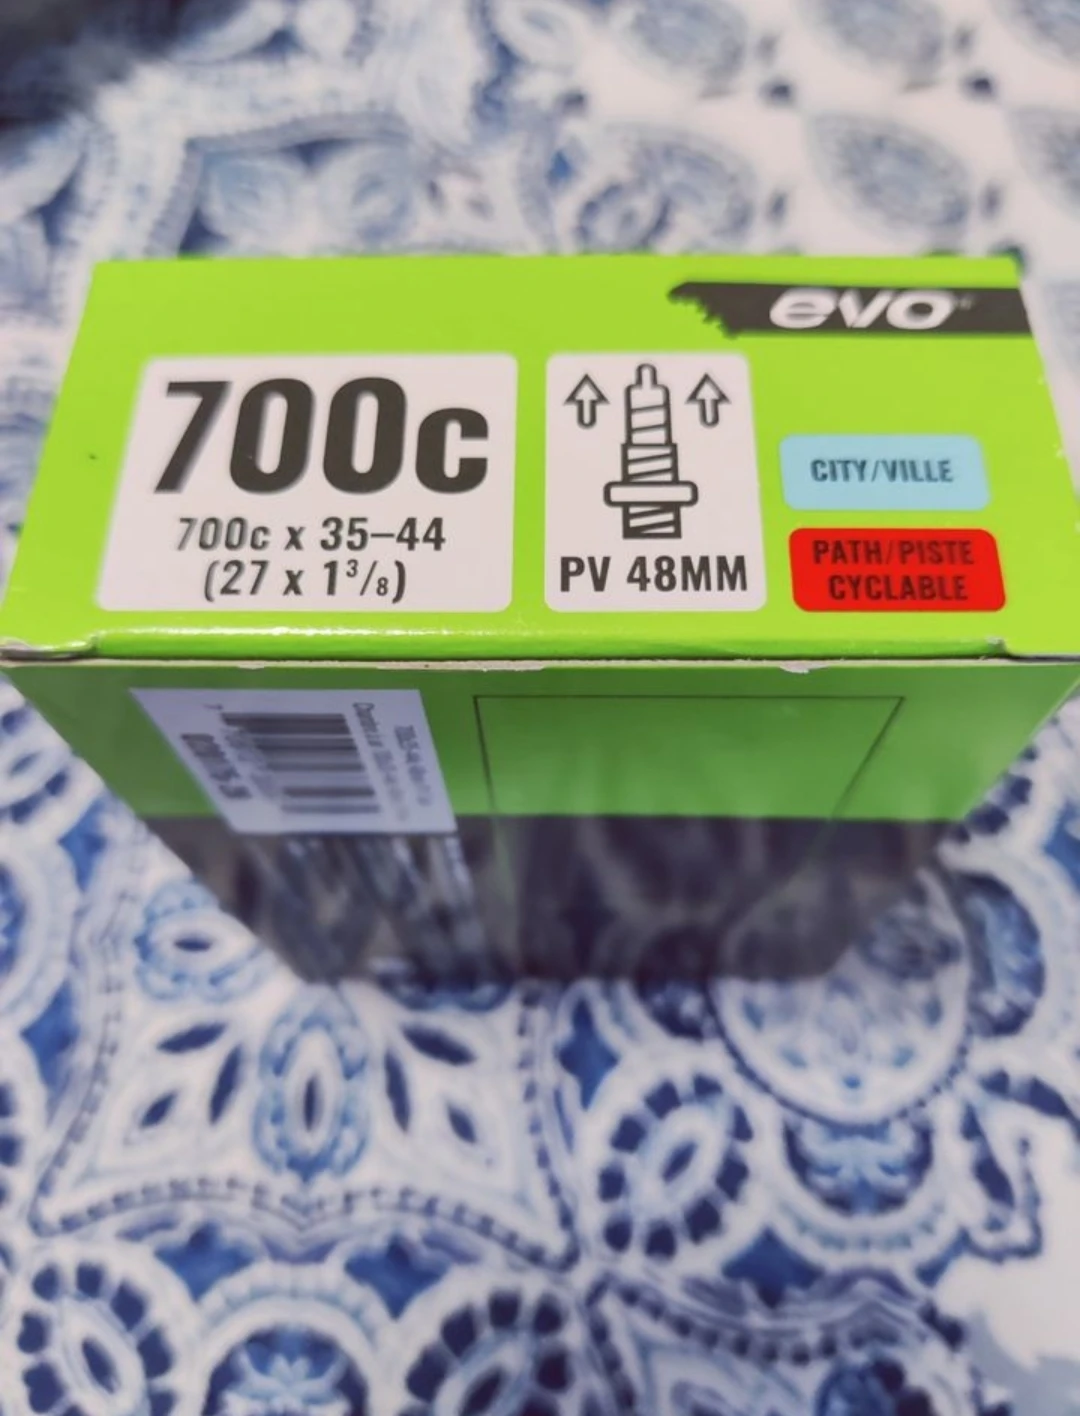 evo
700c
700c x 35–44
(27 x 1³/₈)
PV 48MM
CITY/VILLE
PATH/PISTE
CYCLABLE